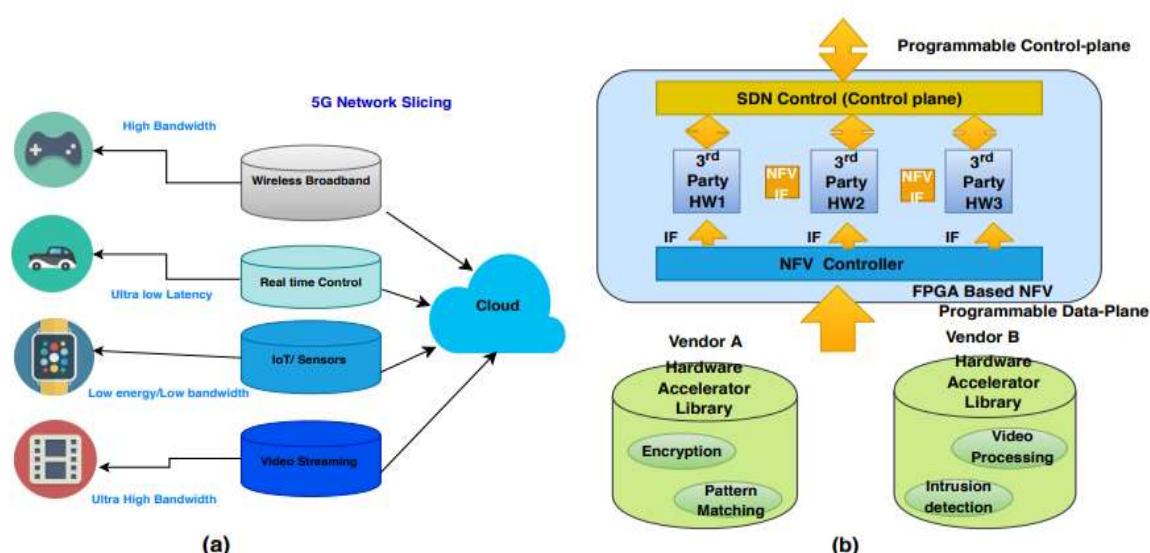 5G Network Slicing
High Bandwidth
Wireless Broadband
Ultra low Latency
Real time Control
Cloud
Low energy/Low bandwidth
IoT/ Sensors
Video Streaming
Ultra High Bandwidth
(a)
Programmable Control-plane
SDN Control (Control plane)
3rd
Party
HW1
NFV
IF
3rd
Party
HW2
NFV
IF
3rd
Party
HW3
IF
IF
IF
NFV Controller
FPGA Based NFV
Programmable Data-Plane
Vendor A
Hardware
Accelerator
Library
Encryption
Pattern
Matching
Vendor B
Hardware
Accelerator
Library
Video
Processing
Intrusion
detection
(b)